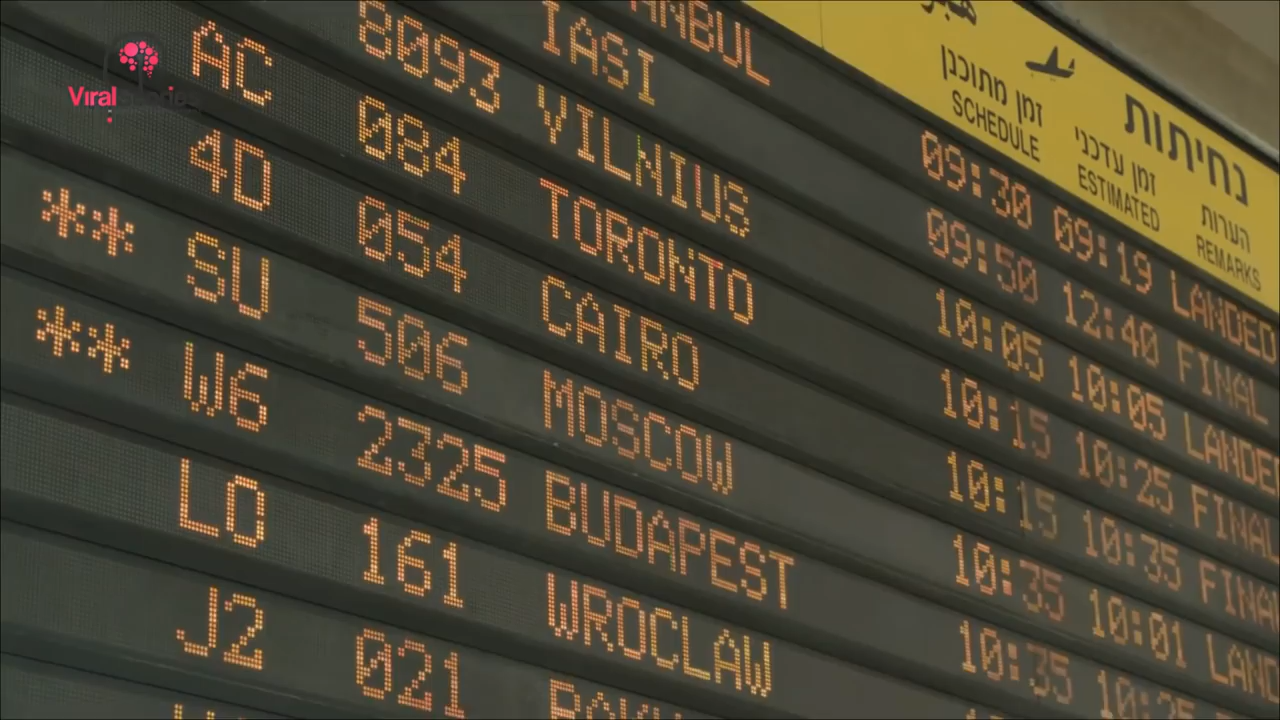 ViralStories
נחיתות
זמן מתוכנן זמן עדכני הערות
SCHEDULE ESTIMATED REMARKS
ANBUL 09:30 09:19 LANDED
IASI 09:50 12:40 FINAL
8093 VILNIUS 10:05 10:05 LANDE
AC 084 TORONTO 10:15 10:25 FINAL
4D 054 CAIRO 10:15 10:35 FINAL
** SU 506 MOSCOW 10:35 10:01 LAND
** W6 2325 BUDAPEST 10:35
LO 161 WROCLAW
J2 021